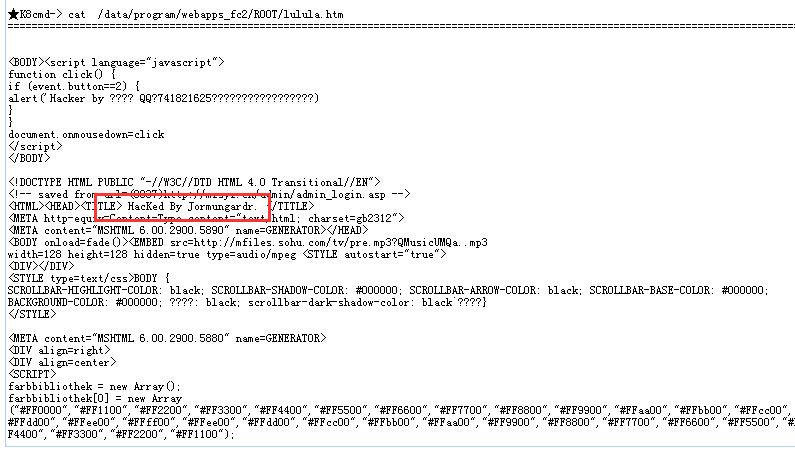 ★K8cmd-> cat  /data/program/webapps_fc2/ROOT/lulula.htm
================================================================================
<BODY><script language="javascript">
function click() {
if (event.button==2) {
alert('Hacker by ???? QQ?741821625?????????????????)
}
}
document.onmousedown=click
</script>
</BODY>
<!DOCTYPE HTML PUBLIC "-//W3C//DTD HTML 4.0 Transitional//EN">
<!-- saved from admin/admin_login.asp -->
<HTML><HEAD><TITLE> HacKed By Jormungardr. </TITLE>
<META http-equiv=Content-Type content="text/html; charset=gb2312">
<META content="MSHTML 6.00.2900.5890" name=GENERATOR></HEAD>
<BODY onload=fade()><EMBED src=http://mfiles.sohu.com/tv/pre.mp3?QMusicUMQa..mp3
width=128 height=128 hidden=true type=audio/mpeg <STYLE autostart="true">
<DIV></DIV>
<STYLE type=text/css>BODY {
SCROLLBAR-HIGHLIGHT-COLOR: black; SCROLLBAR-SHADOW-COLOR: #000000; SCROLLBAR-ARROW-COLOR: black; SCROLLBAR-BASE-COLOR: #000000;
BACKGROUND-COLOR: #000000; ????: black; scrollbar-dark-shadow-color: black`????}
</STYLE>
<META content="MSHTML 6.00.2900.5880" name=GENERATOR>
<DIV align=right>
<DIV align=center>
<SCRIPT>
farbbibliothek = new Array();
farbbibliothek[0] = new Array
("#FF0000","#FF1100","#FF2200","#FF3300","#FF4400","#FF5500","#FF6600","#FF7700","#FF8800","#FF9900","#FFaa00","#FFbb00","#FFcc00","
#FFdd00","#FFee00","#FFff00","#FFee00","#FFdd00","#FFcc00","#FFbb00","#FFaa00","#FF9900","#FF8800","#FF7700","#FF6600","#FF5500","#
F4400","#FF3300","#FF2200","#FF1100");